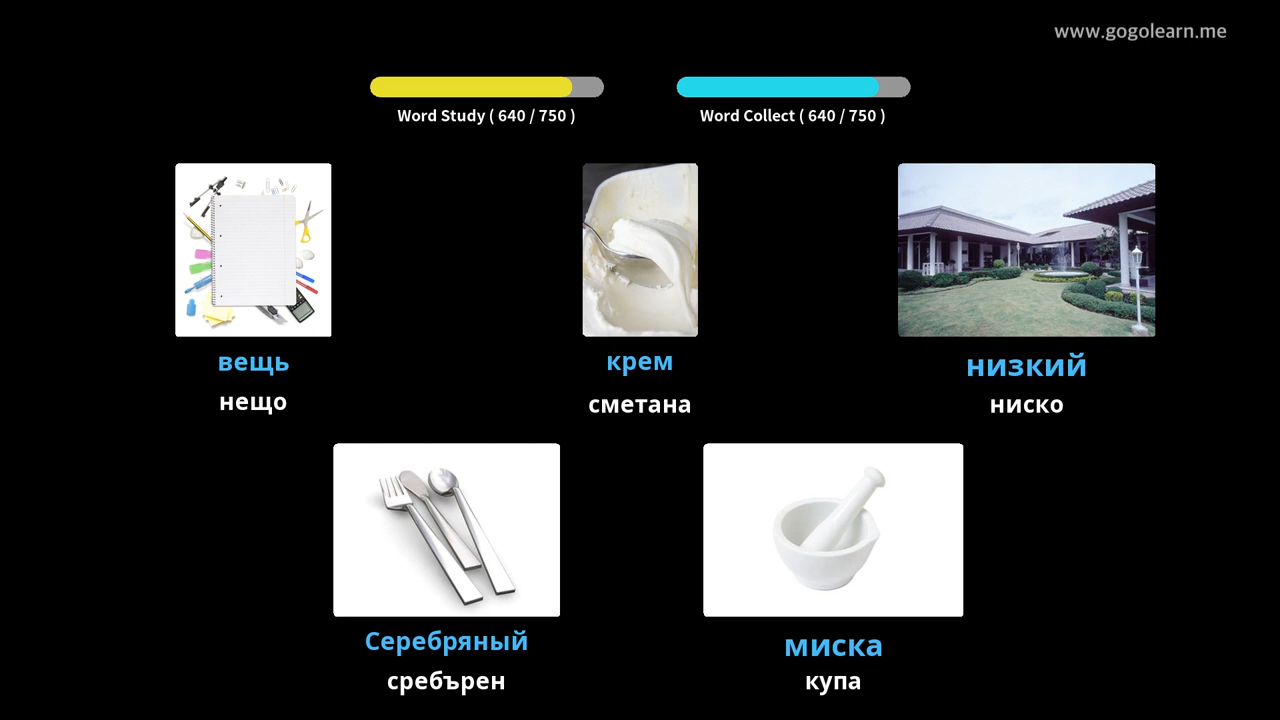 www.gogolearn.me
Word Study ( 640 / 750 )
Word Collect ( 640 / 750 )
вещь
нещо
крем
сметана
низкий
ниско
Серебряный
сребърен
миска
купа